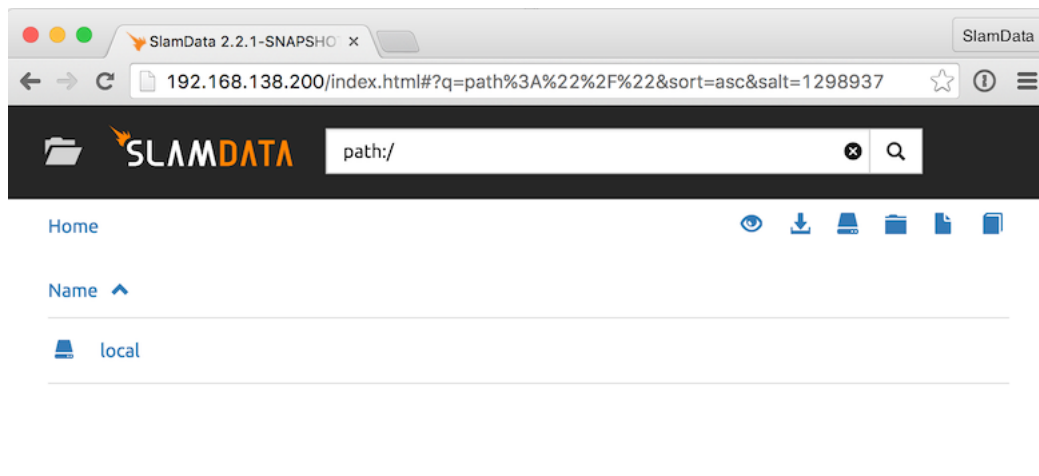 SlamData 2.2.1-SNAPSHO
SlamData
192.168.138.200/index.html#?q=path%3A%22%2F%22&sort=asc&salt=1298937
SLAMDATA
path:/
Home
Name
local